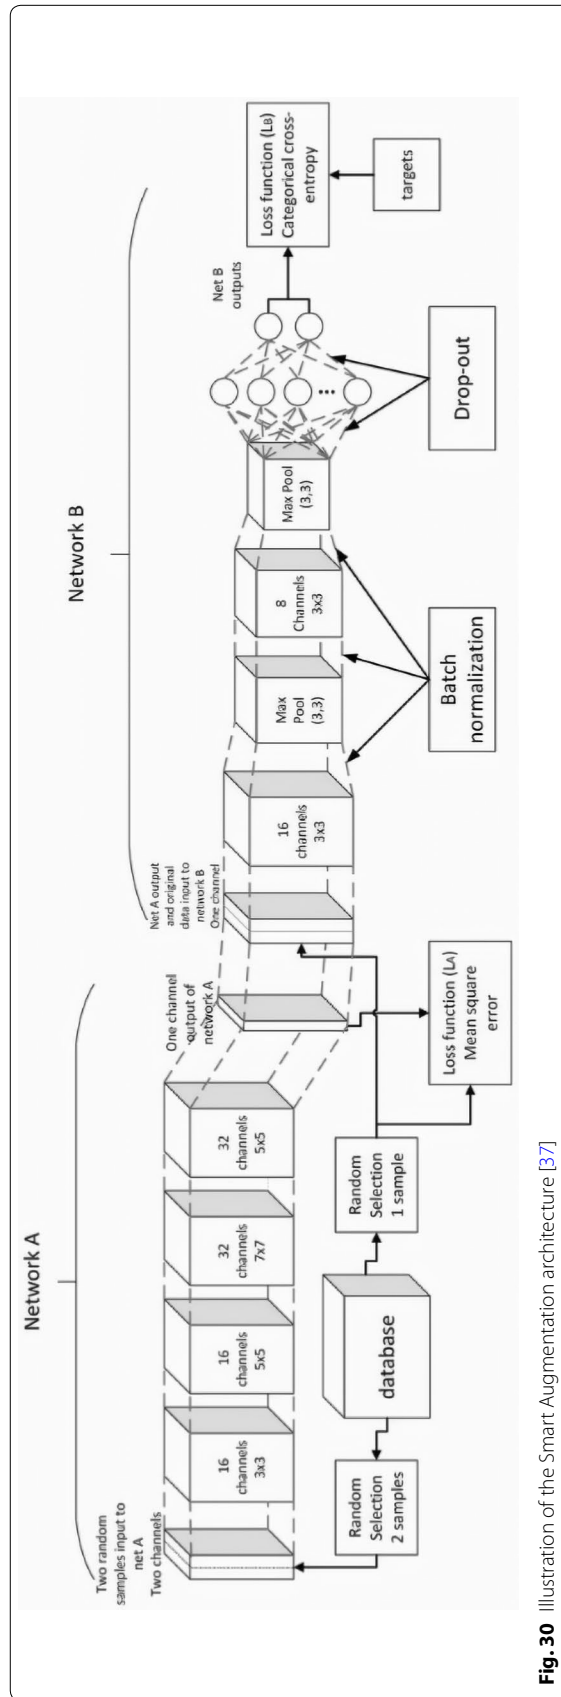 Network A
Network B
Two random
samples input to
net A
Two channels
16
channels
3x3
16
channels
5x5
32
channels
7x7
32
channels
5x5
One channel
output of
network A
Net A output
and original
data input to
network B
One channel
16
channels
3x3
Max
Pool
(3,3)
8
Channels
3x3
Max Pool
(3,3)
Net B
outputs
Loss function (LB)
Categorical cross-
entropy
targets
Random
Selection
2 samples
database
Random
Selection
1 sample
Loss function (LA)
Mean square
error
Batch
normalization
Drop-out
Fig. 30 Illustration of the Smart Augmentation architecture [37]